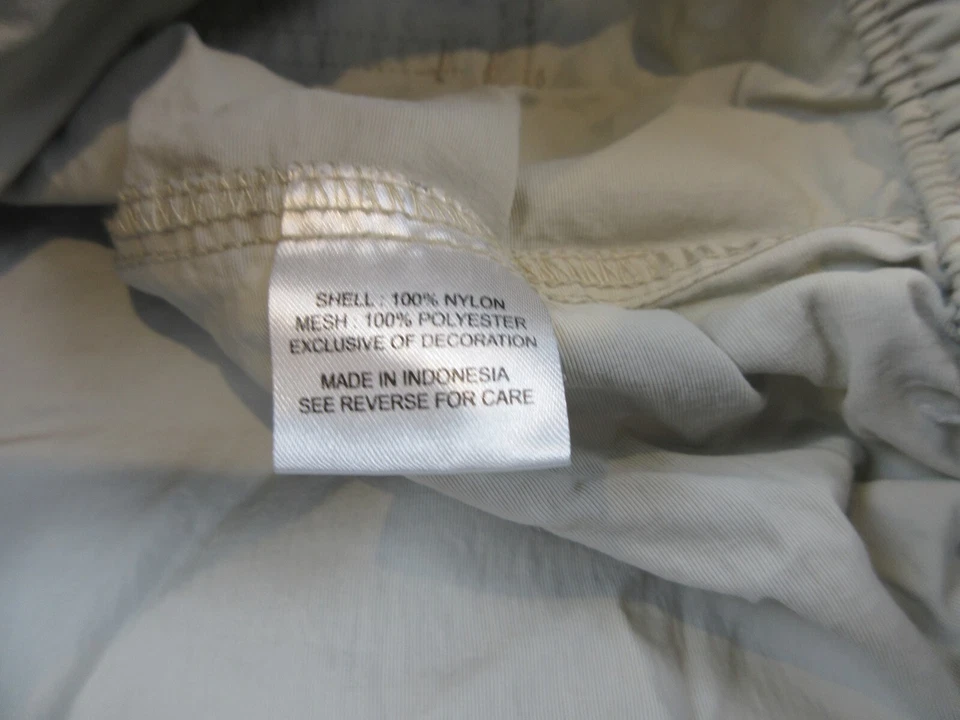 SHELL : 100% NYLON
MESH : 100% POLYESTER
EXCLUSIVE OF DECORATION
MADE IN INDONESIA
SEE REVERSE FOR CARE